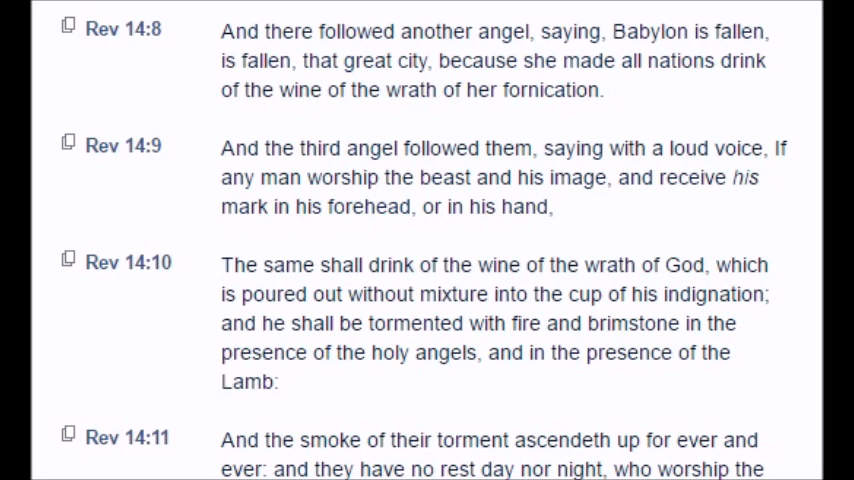 Rev 14:8 And there followed another angel, saying, Babylon is fallen,
is fallen, that great city, because she made all nations drink
of the wine of the wrath of her fornication.
Rev 14:9 And the third angel followed them, saying with a loud voice, If
any man worship the beast and his image, and receive his
mark in his forehead, or in his hand,
Rev 14:10 The same shall drink of the wine of the wrath of God, which
is poured out without mixture into the cup of his indignation;
and he shall be tormented with fire and brimstone in the
presence of the holy angels, and in the presence of the
Lamb:
Rev 14:11 And the smoke of their torment ascendeth up for ever and
ever: and they have no rest day nor night, who worship the